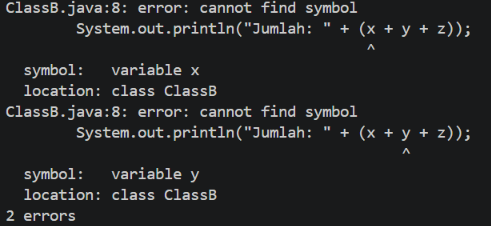 ClassB.java:8: error: cannot find symbol
        System.out.println("Jumlah: " + (x + y + z));
                                         ^
  symbol:   variable x
  location: class ClassB
ClassB.java:8: error: cannot find symbol
        System.out.println("Jumlah: " + (x + y + z));
                                             ^
  symbol:   variable y
  location: class ClassB
2 errors